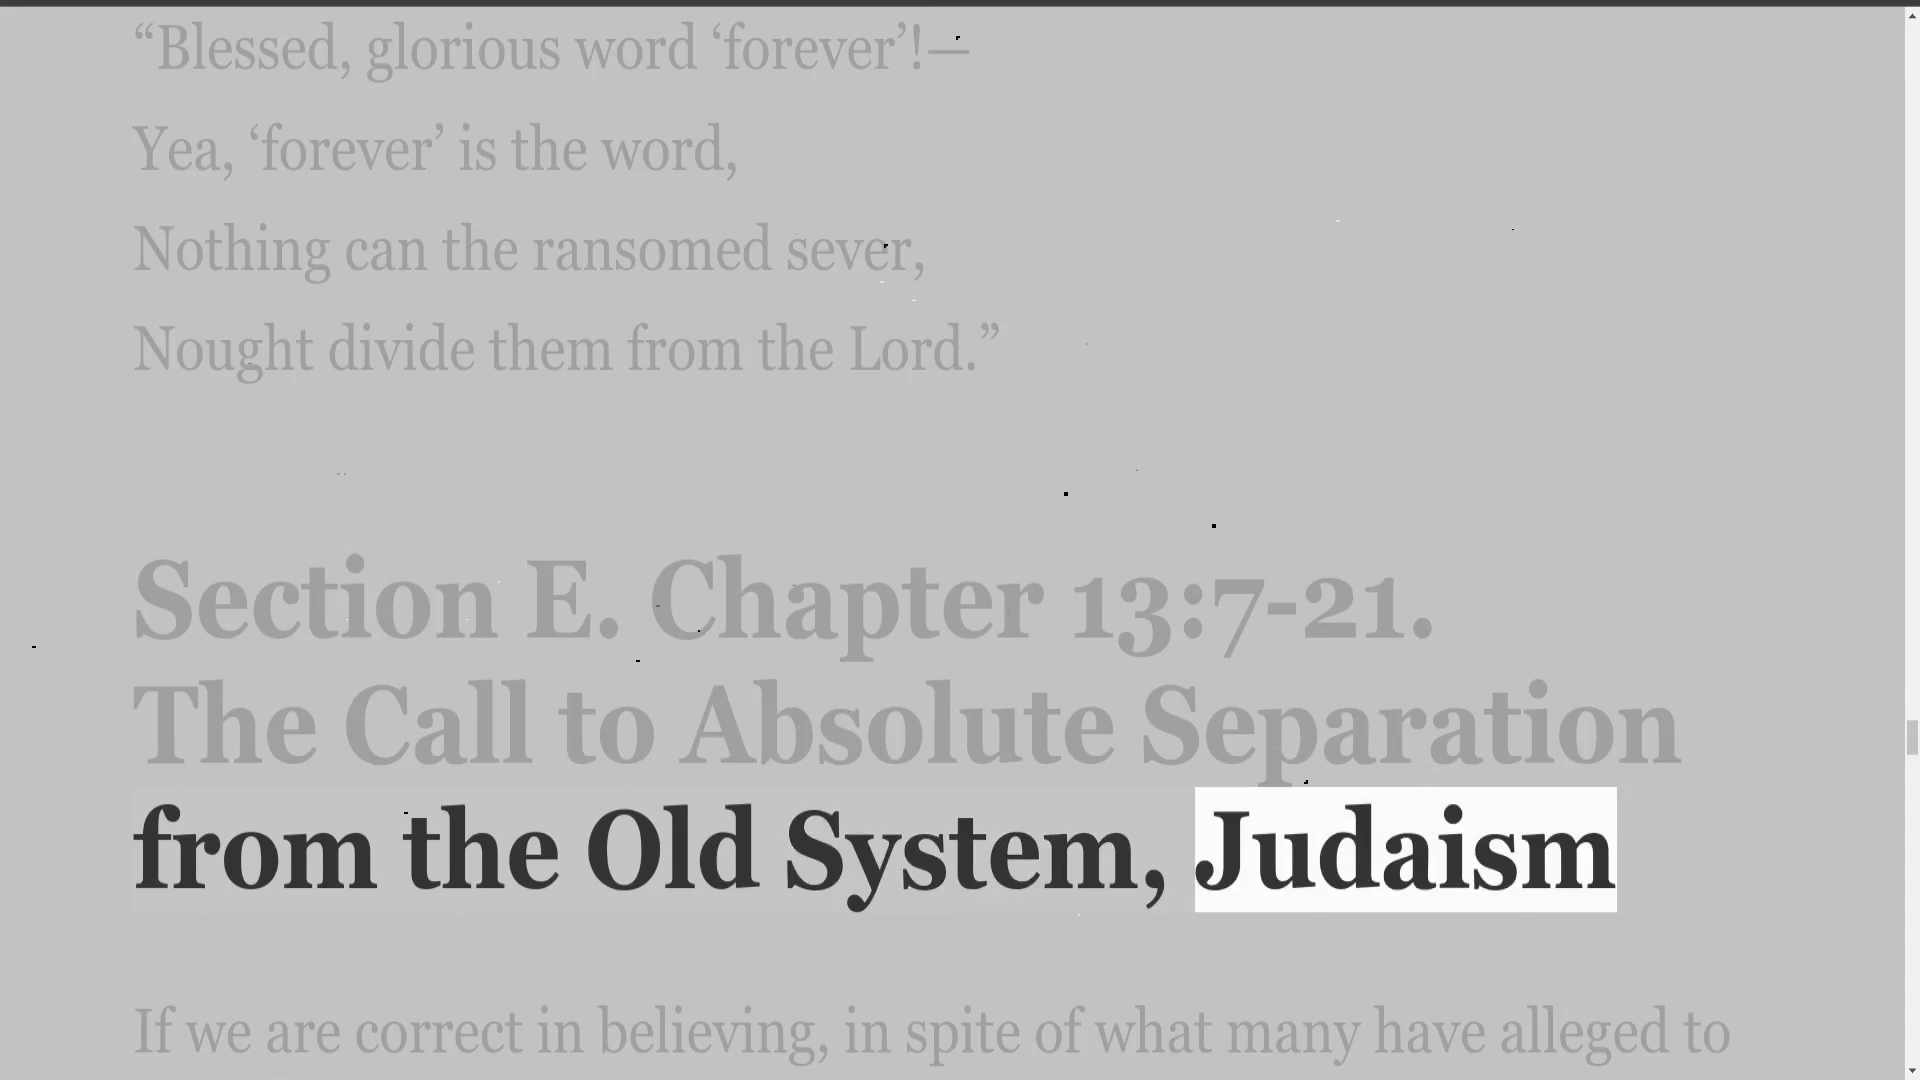 “Blessed, glorious word ‘forever’!—
Yea, ‘forever’ is the word,
Nothing can the ransomed sever,
Nought divide them from the Lord.”
Section E. Chapter 13:7-21.
The Call to Absolute Separation
from the Old System, Judaism
If we are correct in believing, in spite of what many have alleged to